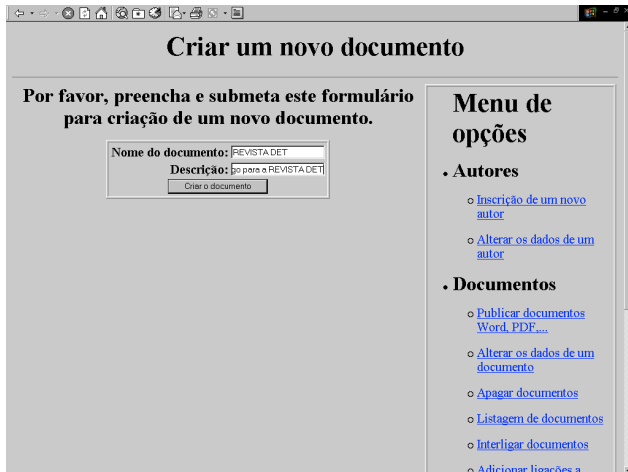 Criar um novo documento
Por favor, preencha e submeta este formulário
para criação de um novo documento.
Nome do documento: REVISTA DET
Descrição: go para a REVISTA DET
Criar o documento
Menu de
opções
Autores
Inscrição de um novo
autor
Alterar os dados de um
autor
Documentos
Publicar documentos
Word, PDF,...
Alterar os dados de um
documento
Apagar documentos
Listagem de documentos
Interligar documentos
Adicionar ligações a